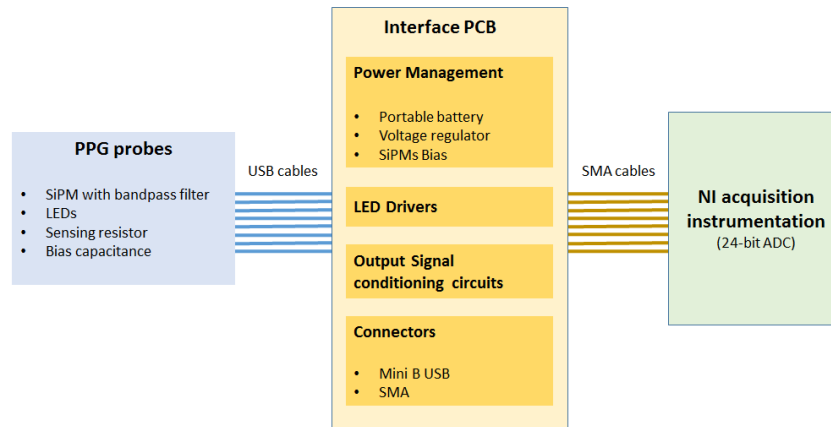 Interface PCB
Power Management
• Portable battery
• Voltage regulator
• SiPMs Bias
PPG probes
• SiPM with bandpass filter
• LEDs
• Sensing resistor
• Bias capacitance
USB cables
SMA cables
LED Drivers
Output Signal
conditioning circuits
Connectors
• Mini B USB
• SMA
NI acquisition
instrumentation
(24-bit ADC)